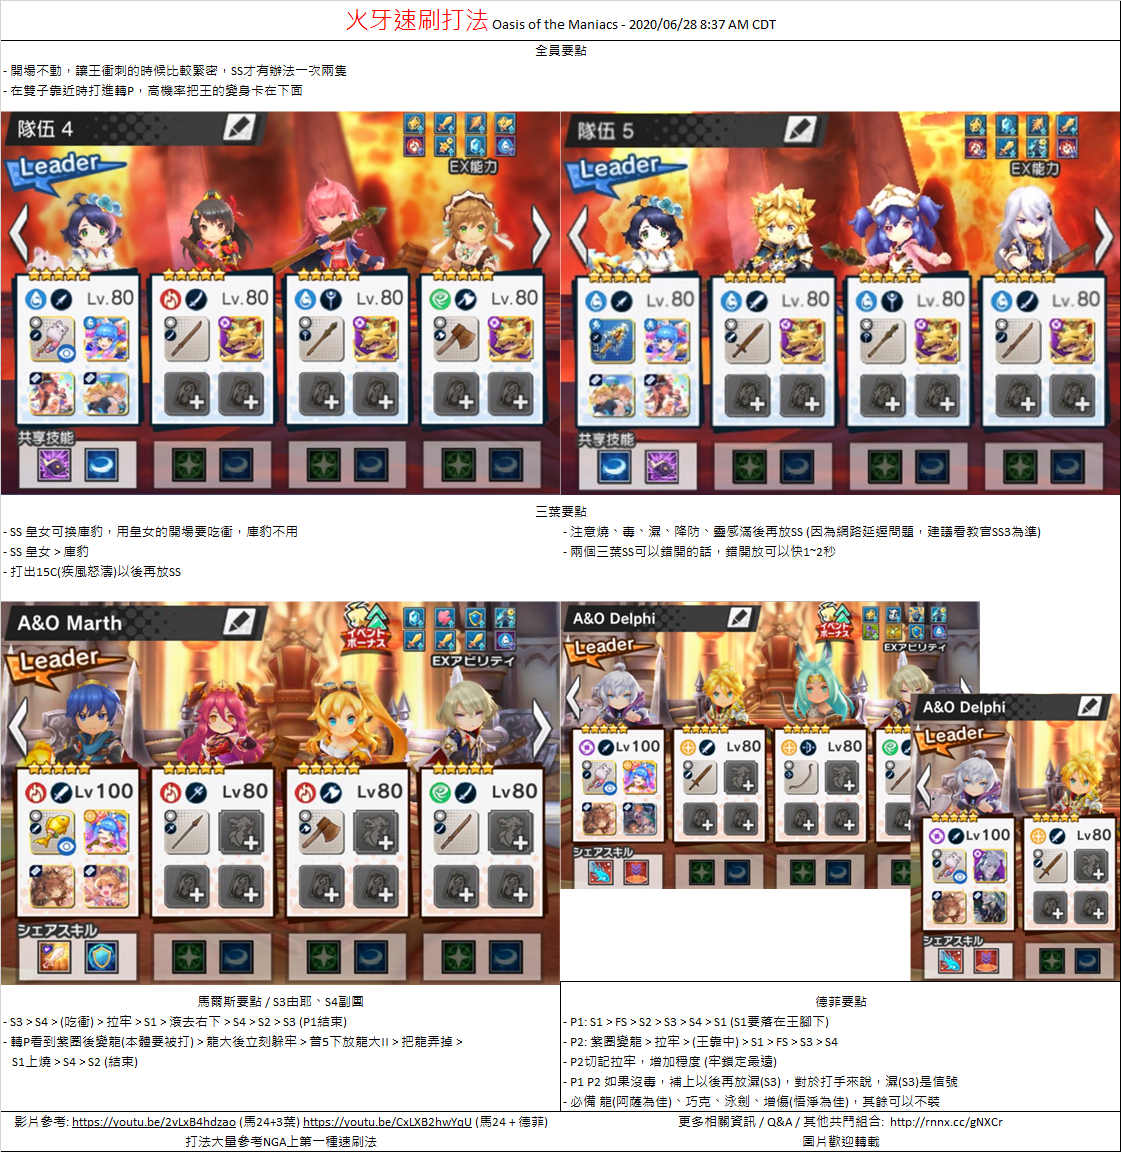 火牙速刷打法 Oasis of the Maniacs - 2020/06/28 8:37 AM CDT
全員要點
- 開場不動，讓王衝刺的時候比較緊密，SS才有辦法一次兩隻
- 在雙子靠近時打進轉P，高機率把王的變身卡在下面
隊伍 4
Leader
EX能力
Lv.80
Lv.80
Lv.80
Lv.80
共享技能
隊伍 5
Leader
EX能力
Lv.80
Lv.80
Lv.80
Lv.80
共享技能
三葉要點
- SS 皇女可換庫豹，用皇女的開場要吃衝，庫豹不用
- SS 皇女 > 庫豹
- 打出15C(疾風怒濤)以後再放SS
- 注意燒、毒、濕、降防、靈感滿後再放SS (因為網路延遲問題，建議看教官SS3為準)
- 兩個三葉SS可以錯開的話，錯開放可以快1~2秒
A&O Marth
イベントボーナス
Leader
EXアビリティ
Lv100
Lv80
Lv80
Lv80
シェアスキル
A&O Delphi
イベントボーナス
Leader
EXアビリティ
Lv100
Lv80
Lv80
シェアスキル
A&O Delphi
Leader
Lv100
Lv80
シェアスキル
馬爾斯要點 / S3由耶、S4副團
- S3 > S4 > (吃衝) > 拉牢 > S1 > 滾去右下 > S4 > S2 > S3 (P1結束)
- 轉P看到紫圈後變龍(本體要被打) > 龍大後立刻躲牢 > 普5下放龍大II > 把龍弄掉 >
S1上燒 > S4 > S2 (結束)
德菲要點
- P1: S1 > FS > S2 > S3 > S4 > S1 (S1要落在王腳下)
- P2: 紫圈變龍 > 拉牢 > (王靠中) > S1 > FS > S3 > S4
- P2切記拉牢，增加穩度 (牢鎖定最遠)
- P1 P2 如果沒毒，補上以後再放濕(S3)，對於打手來說，濕(S3)是信號
- 必備 龍(阿薩為佳)、巧克、泳劍、增傷(悟淨為佳)，其餘可以不裝
影片參考: https://youtu.be/2vLxB4hdzao (馬24+3葉) https://youtu.be/CxLXB2hwYqU (馬24 + 德菲)
打法大量參考NGA上第一種速刷法
更多相關資訊 / Q&A / 其他共鬥組合: http://rnnx.cc/gNXCr
圖片歡迎轉載